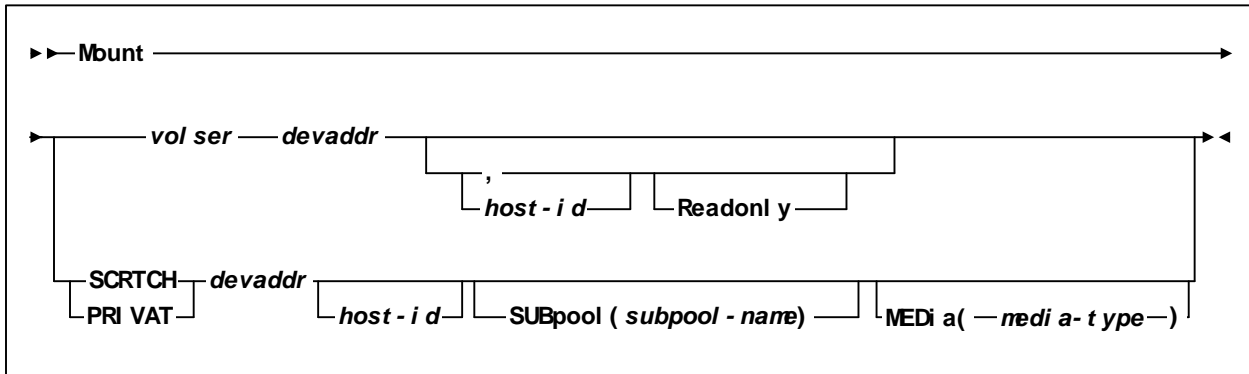 Mount
volser devaddr
,
host-id Readonly
SCRTCH devaddr
PRIVAT host-id SUBpool(subpool-name) MEDia(media-type)